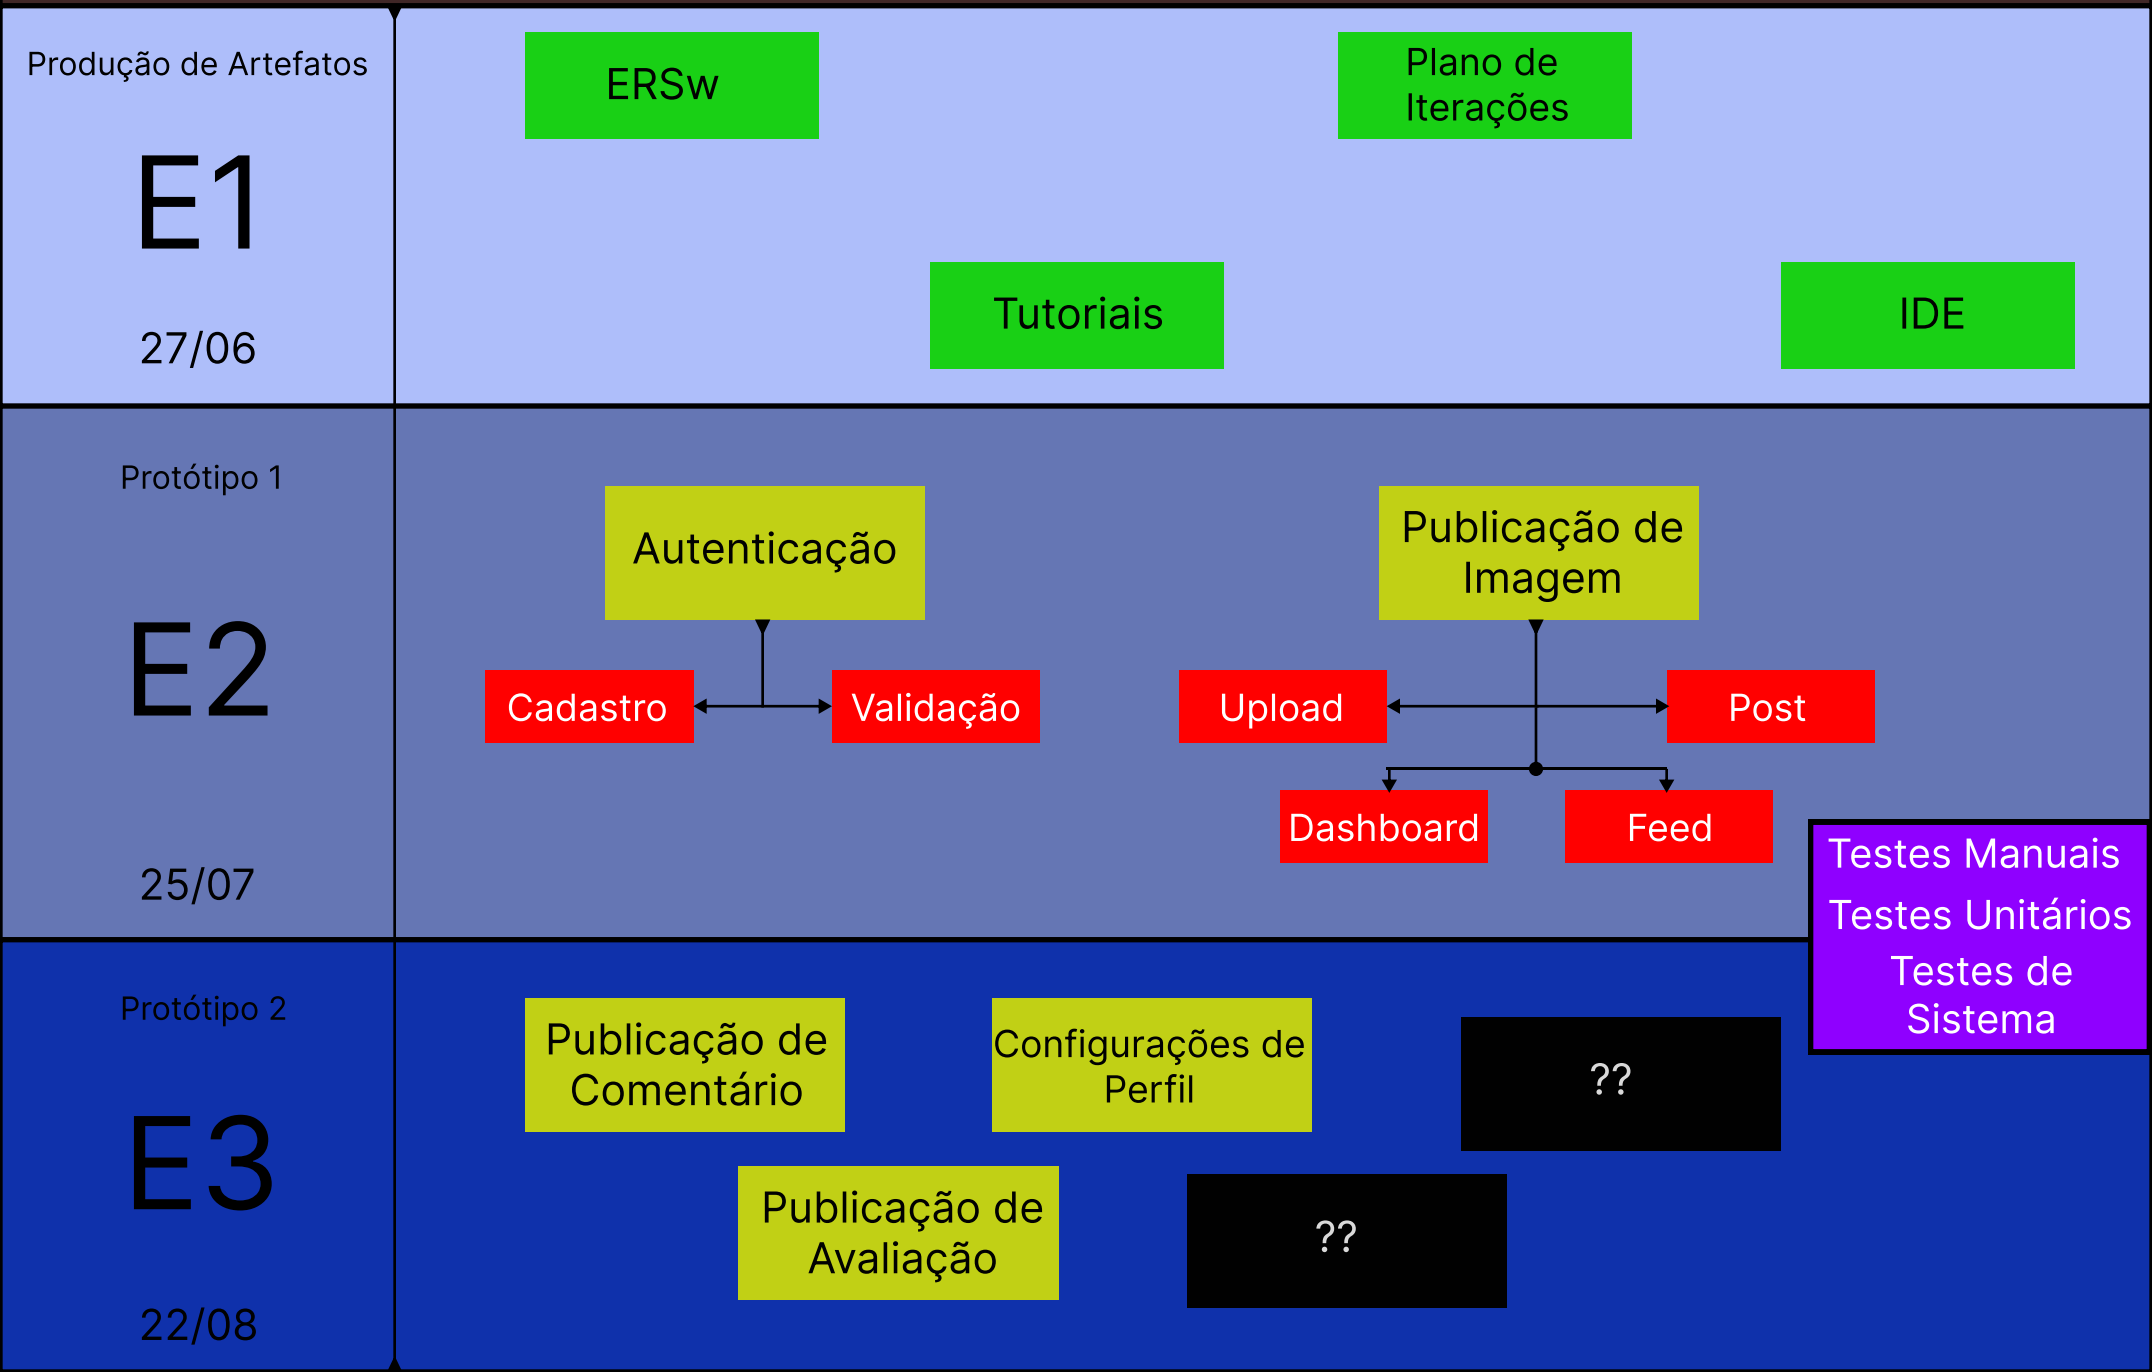 Produção de Artefatos
E1
27/06
ERSw
Plano de
Iterações
Tutoriais
IDE
Protótipo 1
E2
25/07
Autenticação
Cadastro
Validação
Publicação de
Imagem
Upload
Post
Dashboard
Feed
Testes Manuais
Testes Unitários
Testes de
Sistema
Protótipo 2
E3
22/08
Publicação de
Comentário
Configurações de
Perfil
??
Publicação de
Avaliação
??